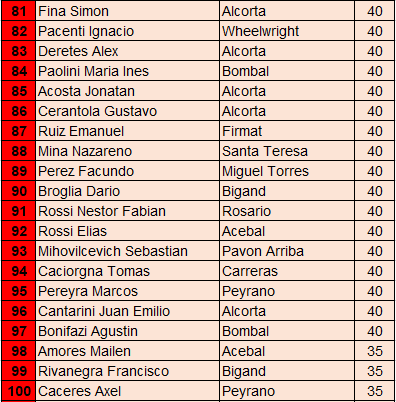 81 Fina Simon Alcorta 40
82 Pacenti Ignacio Wheelwright 40
83 Deretes Alex Alcorta 40
84 Paolini Maria Ines Bombal 40
85 Acosta Jonatan Alcorta 40
86 Cerantola Gustavo Alcorta 40
87 Ruiz Emanuel Firmat 40
88 Mina Nazareno Santa Teresa 40
89 Perez Facundo Miguel Torres 40
90 Broglia Dario Bigand 40
91 Rossi Nestor Fabian Rosario 40
92 Rossi Elias Acebal 40
93 Mihovilcevich Sebastian Pavon Arriba 40
94 Caciorgna Tomas Carreras 40
95 Pereyra Marcos Peyrano 40
96 Cantarini Juan Emilio Alcorta 40
97 Bonifazi Agustin Bombal 40
98 Amores Mailen Acebal 35
99 Rivanegra Francisco Bigand 35
100 Caceres Axel Peyrano 35